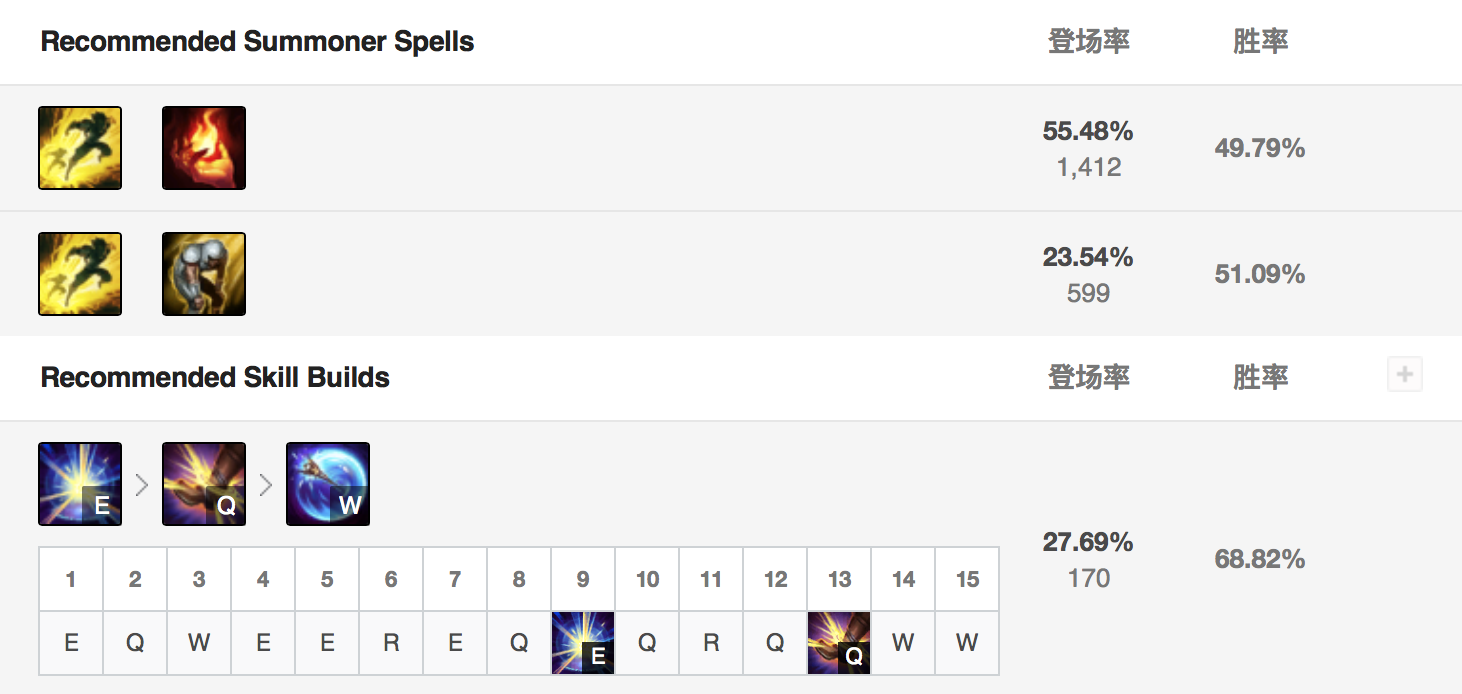 Recommended Summoner Spells 登场率 胜率
55.48%
1,412
49.79%
23.54%
599
51.09%
Recommended Skill Builds 登场率 胜率 +
E > Q > W
1 2 3 4 5 6 7 8 9 10 11 12 13 14 15
E Q W E E R E Q E Q R Q Q W W
27.69%
170
68.82%